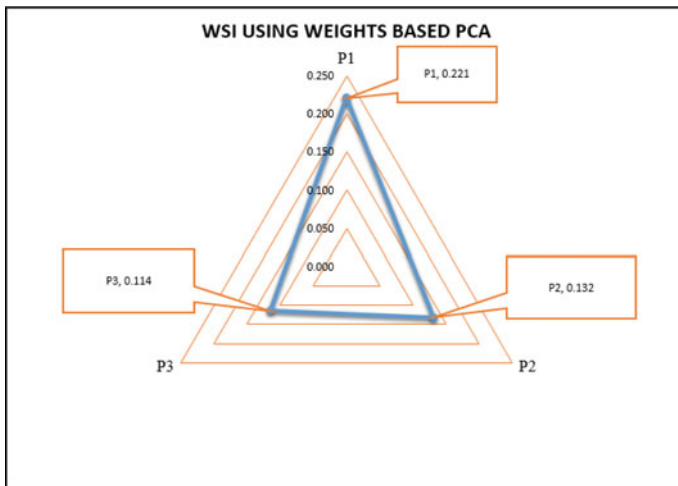 WSI USING WEIGHTS BASED PCA
P1
P1, 0.221
0.250
0.200
0.150
0.100
0.050
0.000
P3, 0.114
P2, 0.132
P3
P2